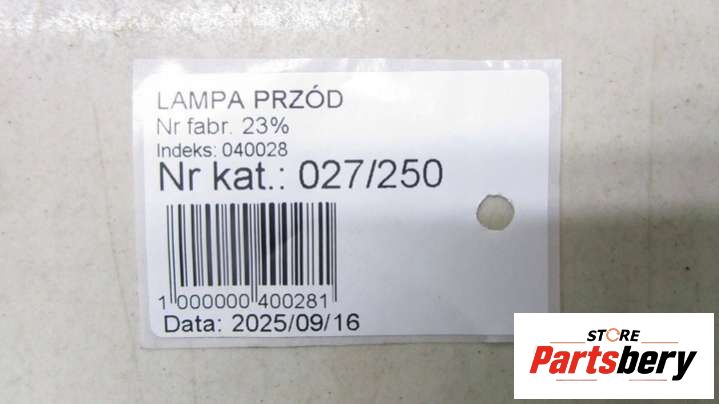 LAMPA PRZÓD
Nr fabr. 23%
Indeks: 040028
Nr kat.: 027/250
1 000000 400281
Data: 2025/09/16
STORE
Partsbery